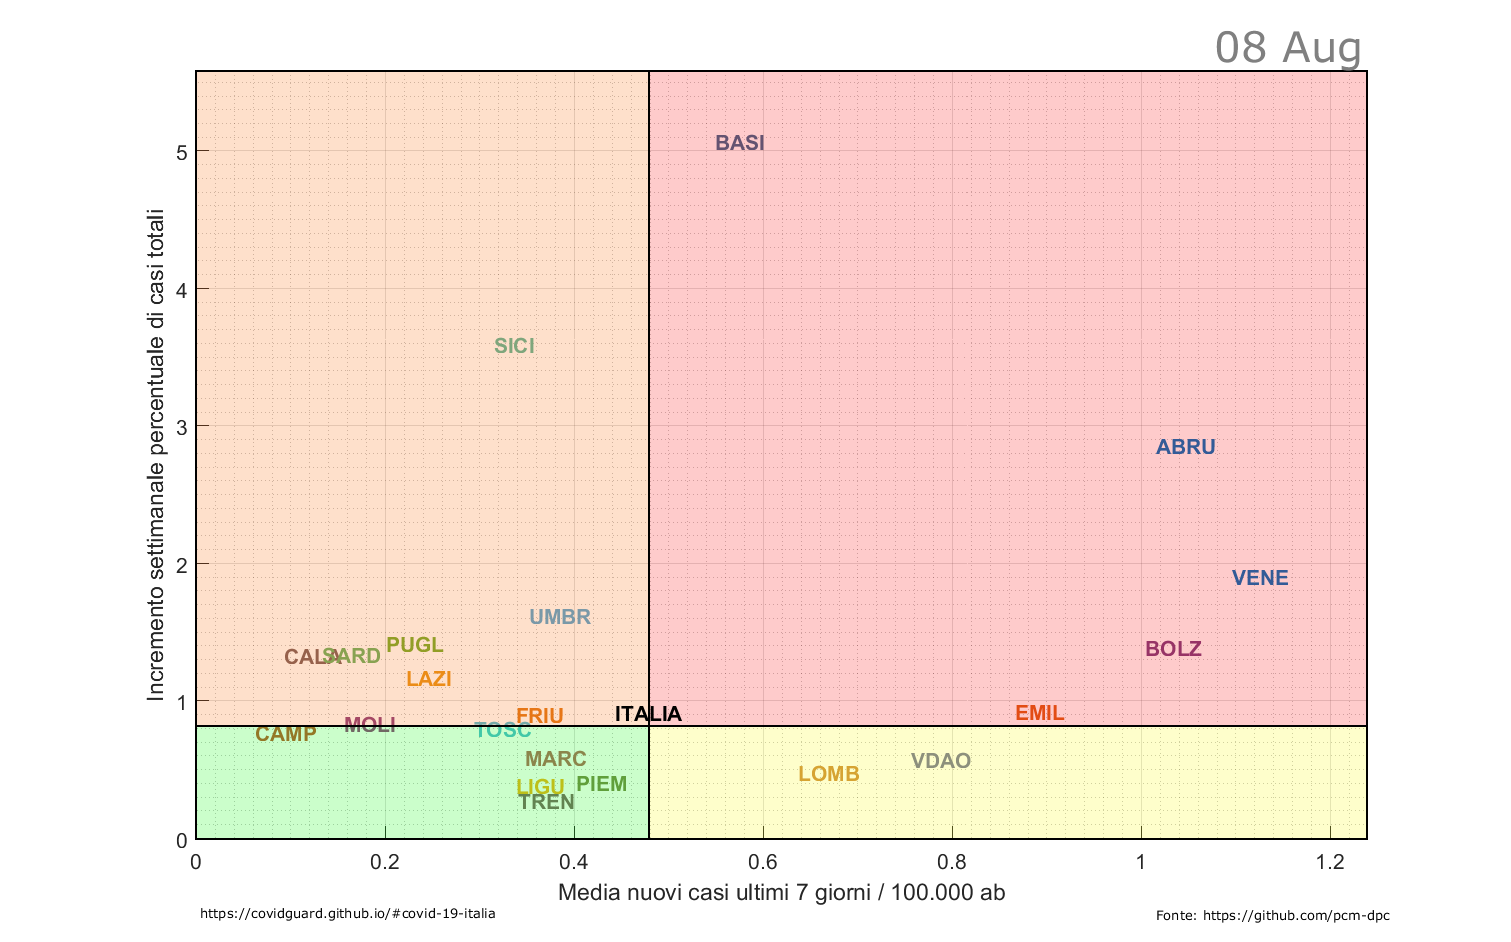 08 Aug
Incremento settimanale percentuale di casi totali
5
4
3
2
1
0
BASI
SICI
ABRU
VENE
UMBR
PUGL
BOLZ
CALA
SARD
LAZI
FRIU
ITALIA
EMIL
MOLI
TOSC
CAMP
MARC
VDAO
LOMB
LIGU
PIEM
TREN
0 0.2 0.4 0.6 0.8 1 1.2
Media nuovi casi ultimi 7 giorni / 100.000 ab
https://covidguard.github.io/#covid-19-italia
Fonte: https://github.com/pcm-dpc